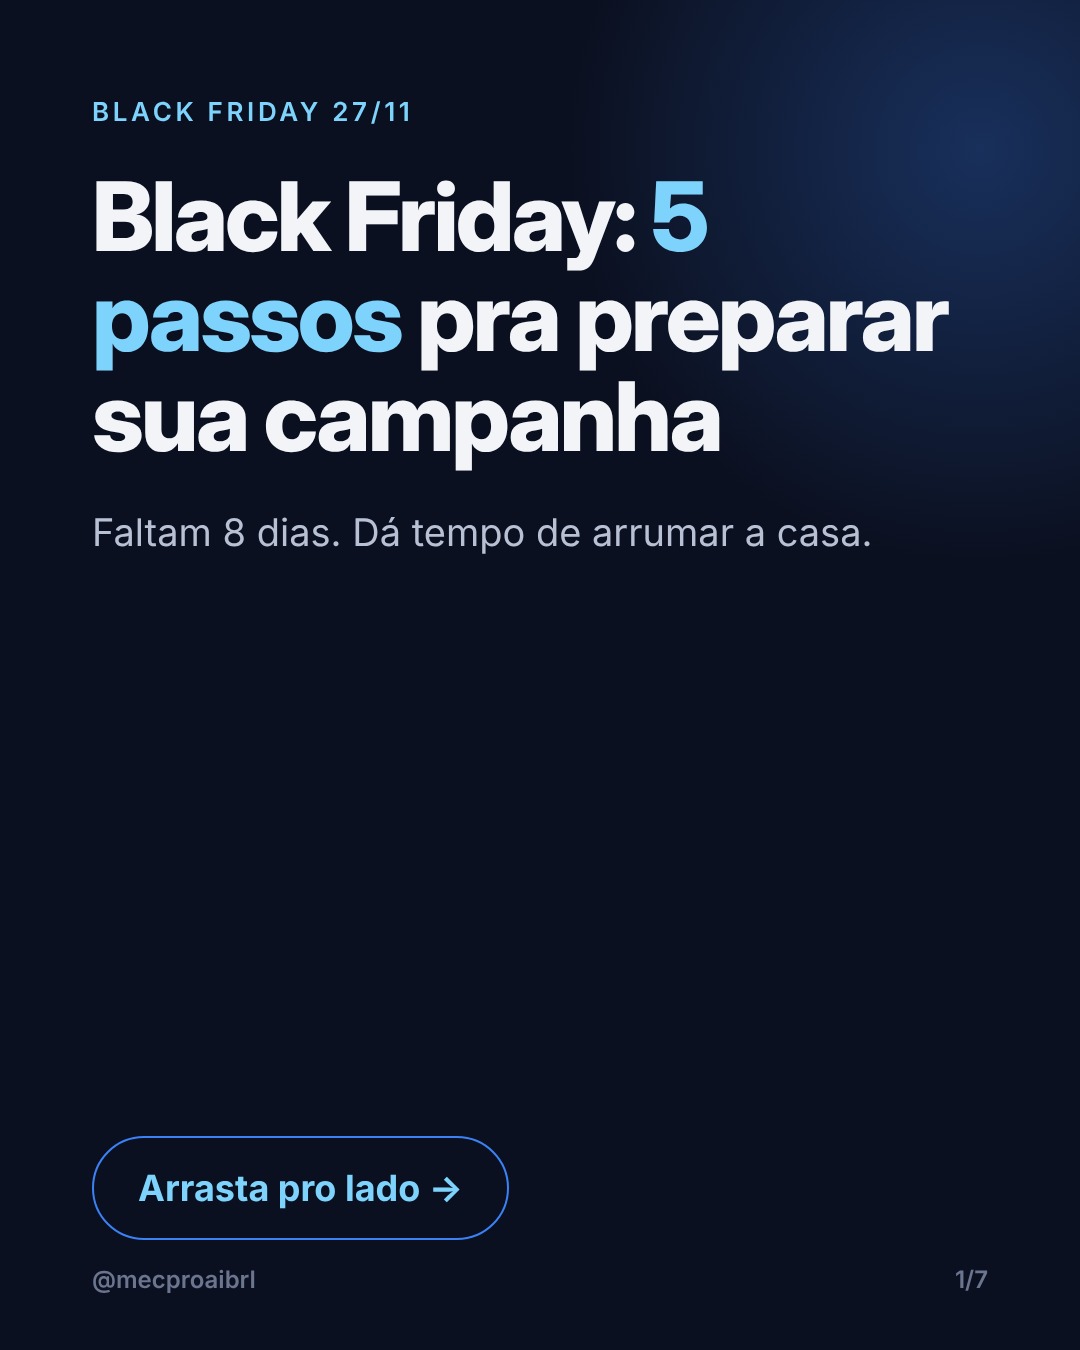 BLACK FRIDAY 27/11
Black Friday: 5
passos pra preparar
sua campanha
Faltam 8 dias. Dá tempo de arrumar a casa.
Arrasta pro lado →
@mecproaibrl
1/7